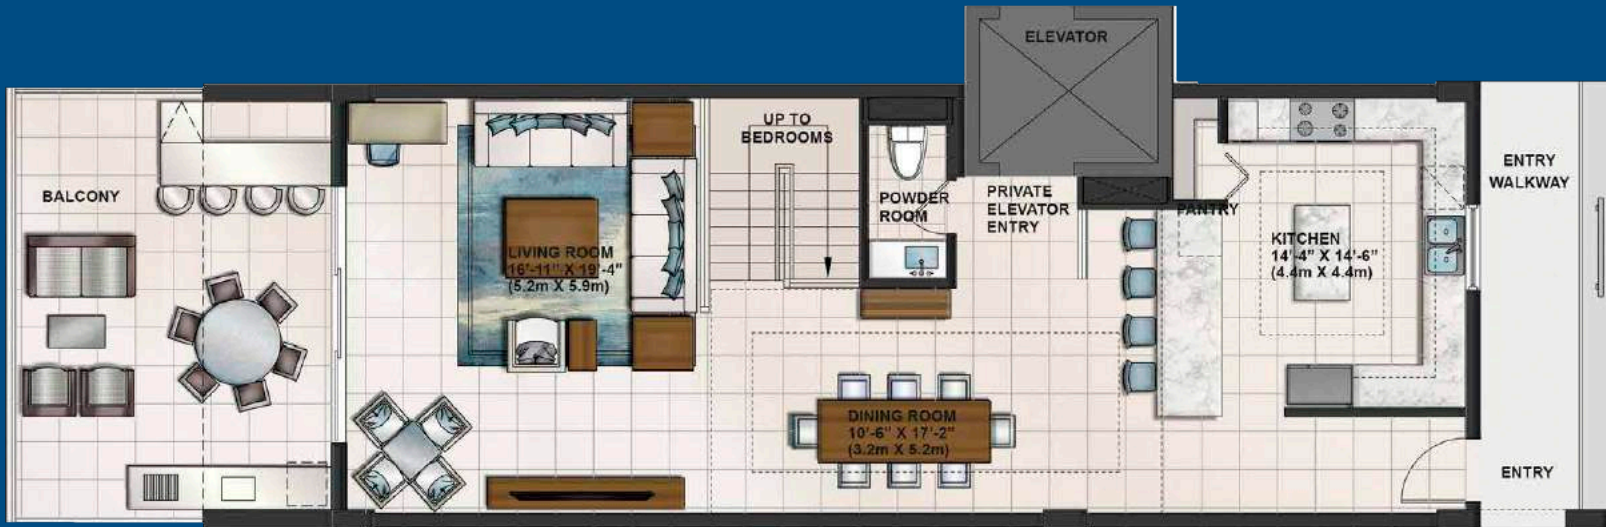 ELEVATOR
UP TO
BEDROOMS
ENTRY
WALKWAY
BALCONY
POWDER
ROOM
PRIVATE
ELEVATOR
ENTRY
PANTRY
LIVING ROOM
16'-11" X 19'-4"
(5.2m X 5.9m)
KITCHEN
14'-4" X 14'-6"
(4.4m X 4.4m)
DINING ROOM
10'-6" X 17'-2"
(3.2m X 5.2m)
ENTRY